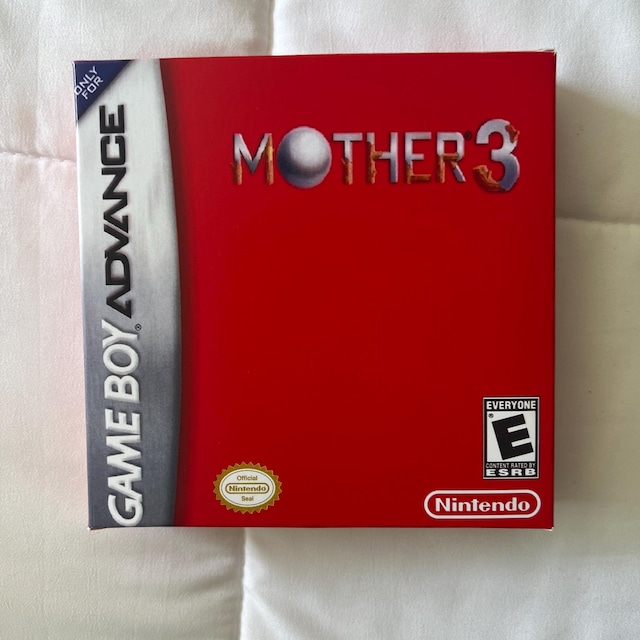 ONLY
FOR
GAME BOY ADVANCE
MOTHER 3
EVERYONE
E
CONTENT RATED BY
ESRB
Official
Nintendo
Seal
Nintendo